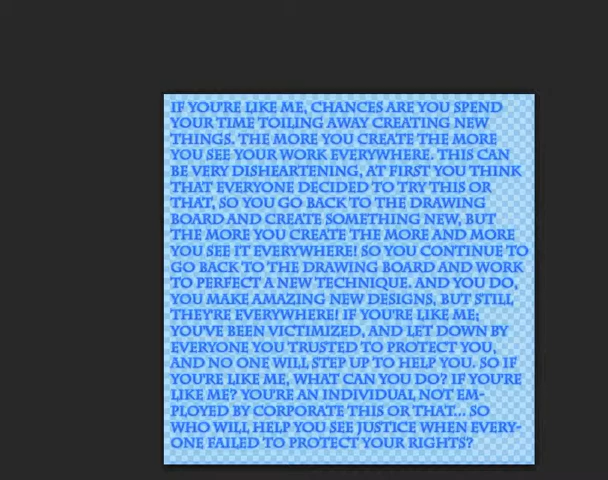 IF YOU'RE LIKE ME, CHANCES ARE YOU SPEND
YOUR TIME TOILING AWAY CREATING NEW
THINGS. THE MORE YOU CREATE THE MORE
YOU SEE YOUR WORK EVERYWHERE. THIS CAN
BE VERY DISHEARTENING, AT FIRST YOU THINK
THAT EVERYONE DECIDED TO TRY THIS OR
THAT, SO YOU GO BACK TO THE DRAWING
BOARD AND CREATE SOMETHING NEW, BUT
THE MORE YOU CREATE THE MORE AND MORE
YOU SEE IT EVERYWHERE! SO YOU CONTINUE TO
GO BACK TO THE DRAWING BOARD AND WORK
TO PERFECT A NEW TECHNIQUE. AND YOU DO,
YOU MAKE AMAZING NEW DESIGNS, BUT STILL
THEY'RE EVERYWHERE! IF YOU'RE LIKE ME;
YOU'VE BEEN VICTIMIZED, AND LET DOWN BY
EVERYONE YOU TRUSTED TO PROTECT YOU,
AND NO ONE WILL STEP UP TO HELP YOU. SO IF
YOU'RE LIKE ME, WHAT CAN YOU DO? IF YOU'RE
LIKE ME? YOU'RE AN INDIVIDUAL NOT EM-
PLOYED BY CORPORATE THIS OR THAT... SO
WHO WILL HELP YOU SEE JUSTICE WHEN EVERY-
ONE FAILED TO PROTECT YOUR RIGHTS?